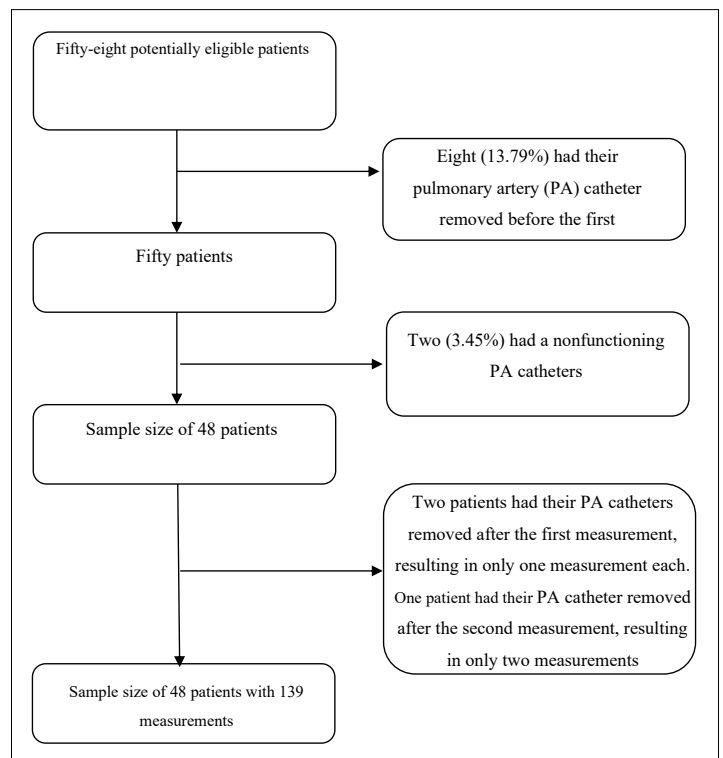 Fifty-eight potentially eligible patients
Eight (13.79%) had their
pulmonary artery (PA) catheter
removed before the first
Fifty patients
Two (3.45%) had a nonfunctioning
PA catheters
Sample size of 48 patients
Two patients had their PA catheters
removed after the first measurement,
resulting in only one measurement each.
One patient had their PA catheter removed
after the second measurement, resulting
in only two measurements
Sample size of 48 patients with 139
measurements